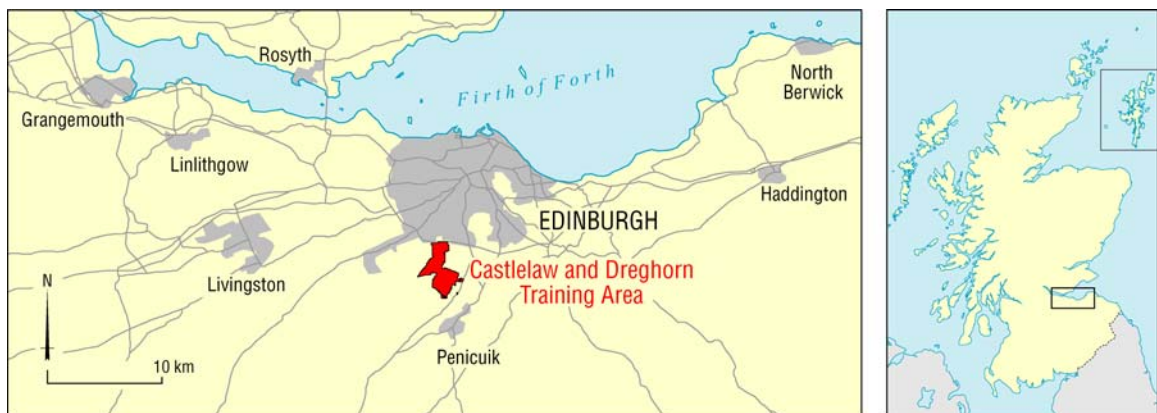 Rosyth
Grangemouth
Firth of Forth
North
Berwick
Linlithgow
Haddington
EDINBURGH
Livingston
Castlelaw and Dreghorn
Training Area
N
Penicuik
10 km